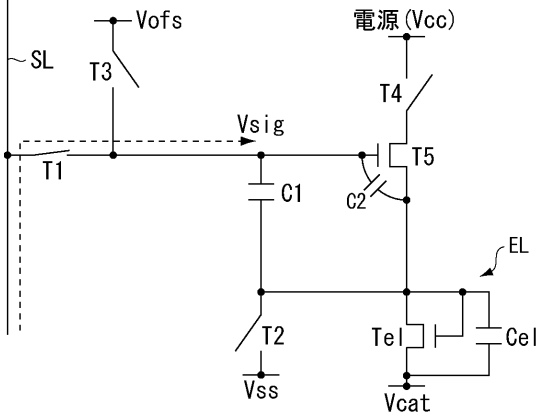 Vofs
電源(Vcc)
SL
T3
T4
Vsig
T1
T5
C1
C2
EL
T2
Tel
Cel
Vss
Vcat